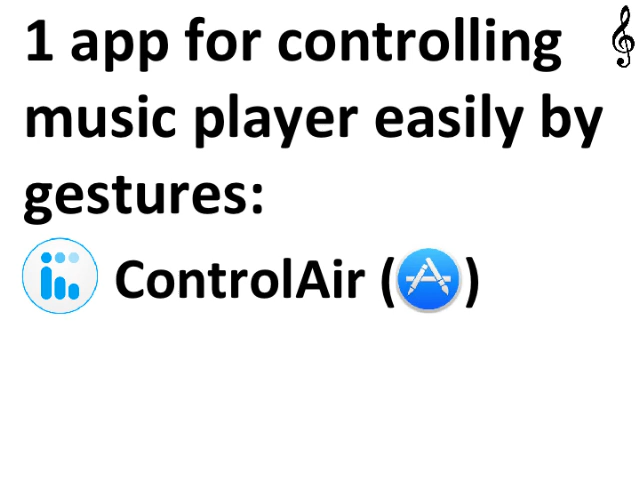 1 app for controlling
music player easily by
gestures:
ControlAir ( )